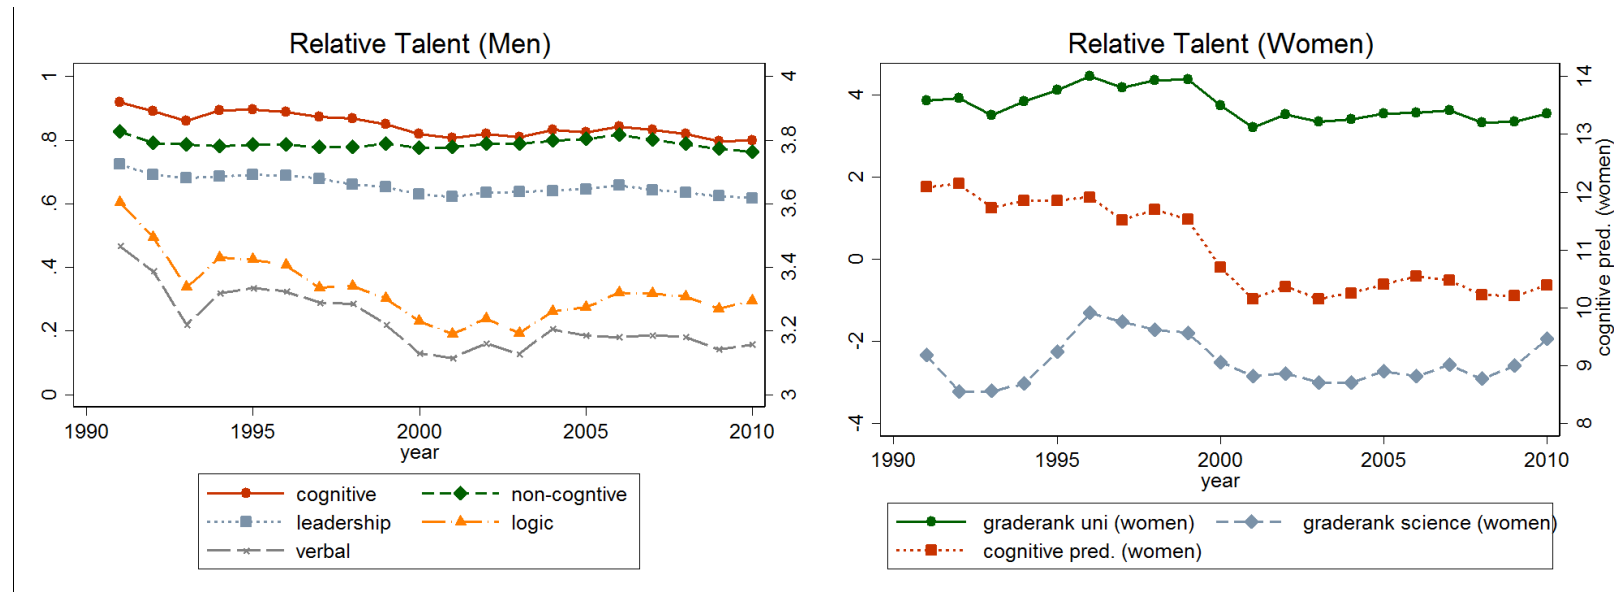 Relative Talent (Men)
1
.8
.6
.4
.2
0
4
3.8
3.6
3.4
3.2
3
1990 1995 2000 2005 2010
year
cognitive non-cogntive
leadership logic
verbal
Relative Talent (Women)
4
2
0
-2
-4
14
13
12
11
10
9
8
cognitive pred. (women)
1990 1995 2000 2005 2010
year
graderank uni (women) graderank science (women)
cognitive pred. (women)